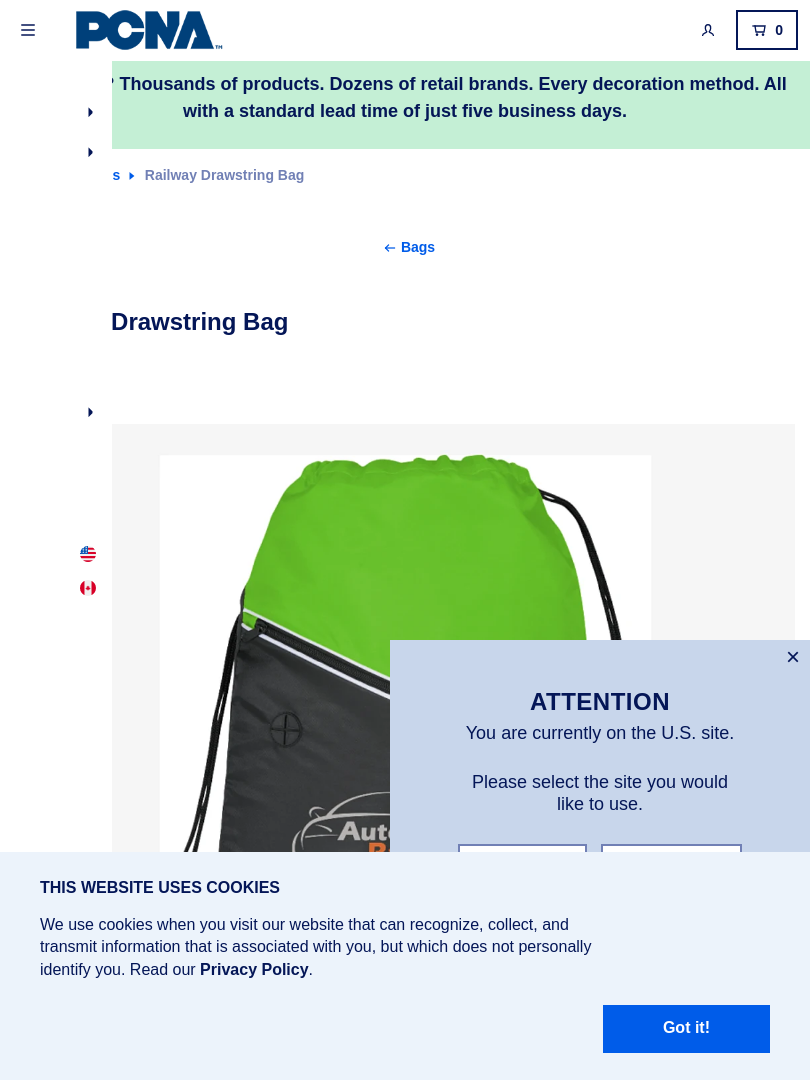 PCNA
0
? Thousands of products. Dozens of retail brands. Every decoration method. All
with a standard lead time of just five business days.
s Railway Drawstring Bag
Bags
Drawstring Bag
ATTENTION
You are currently on the U.S. site.
Please select the site you would
like to use.
Auto
THIS WEBSITE USES COOKIES
We use cookies when you visit our website that can recognize, collect, and
transmit information that is associated with you, but which does not personally
identify you. Read our Privacy Policy.
Got it!